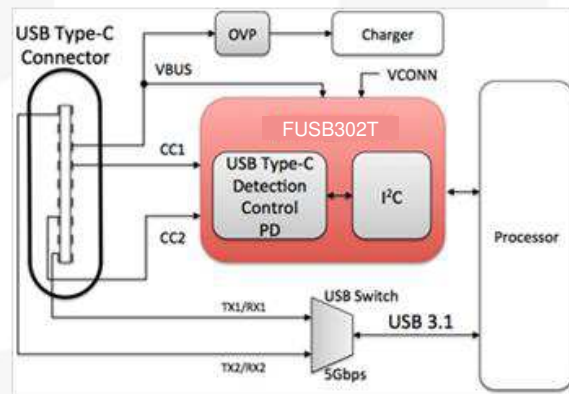 USB Type-C
Connector
OVP
Charger
VBUS
VCONN
FUSB302T
CC1
USB Type-C
Detection
Control
PD
I²C
CC2
Processor
USB Switch
TX1/RX1
USB 3.1
TX2/RX2
5Gbps